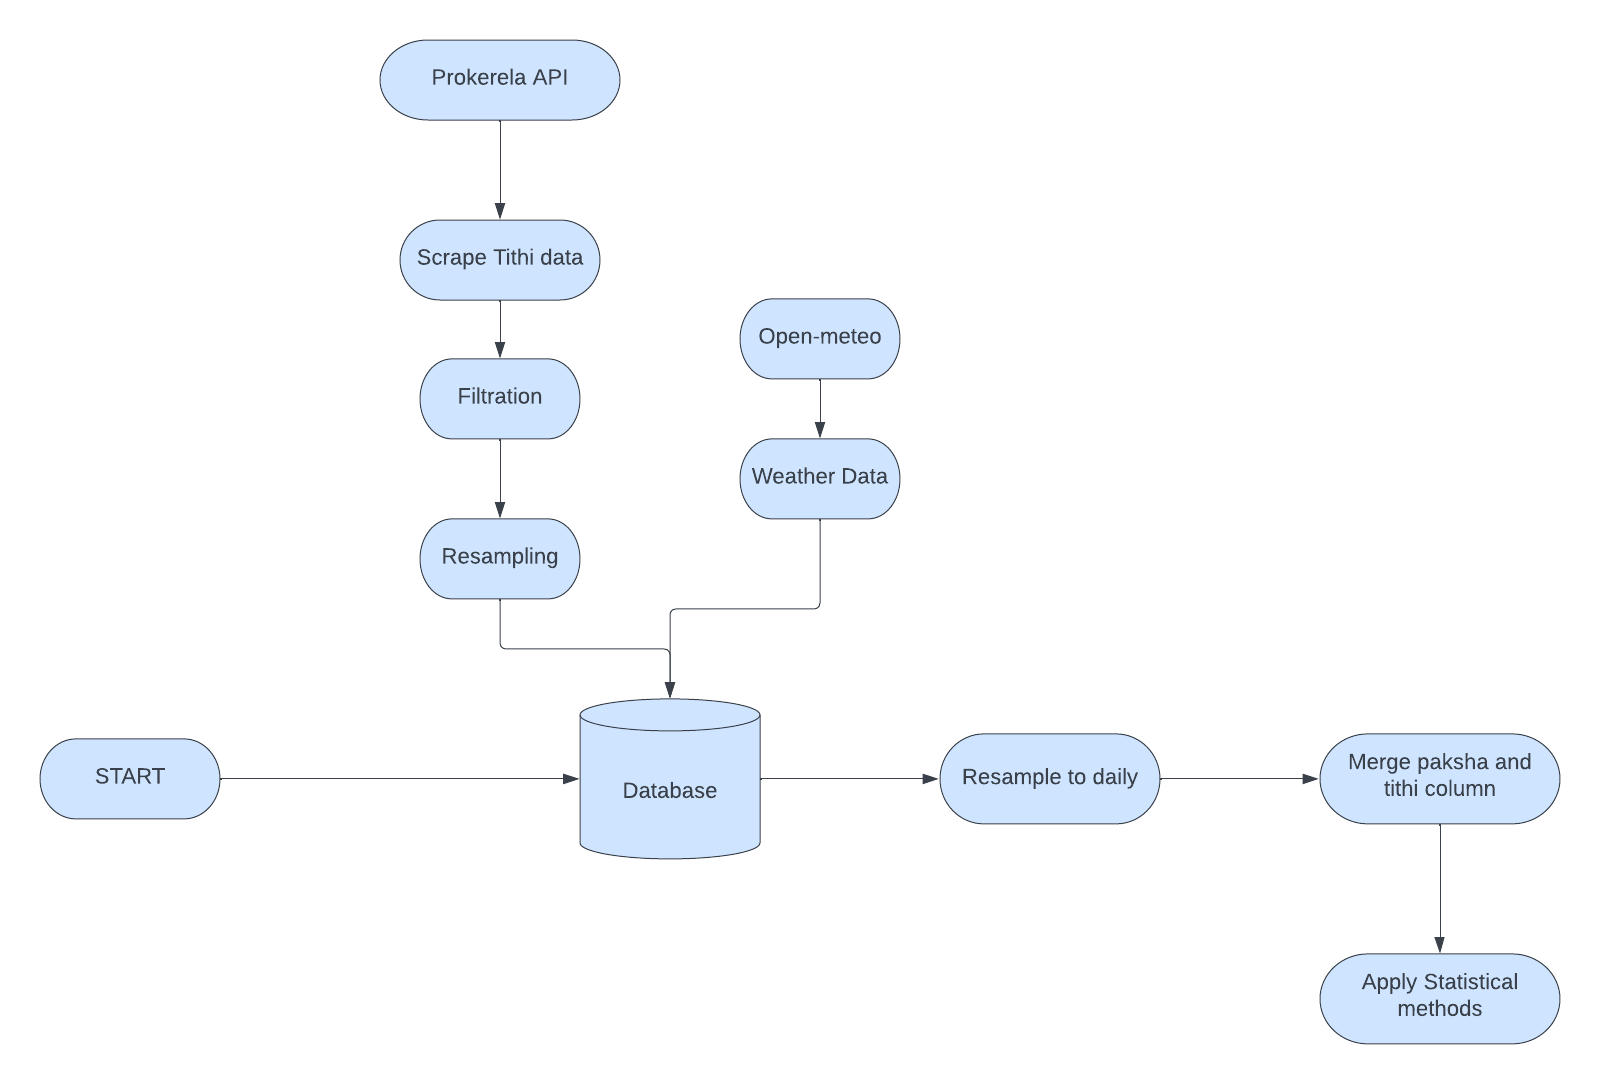 Prokerela API
Scrape Tithi data
Open-meteo
Filtration
Weather Data
Resampling
START
Database
Resample to daily
Merge paksha and
tithi column
Apply Statistical
methods